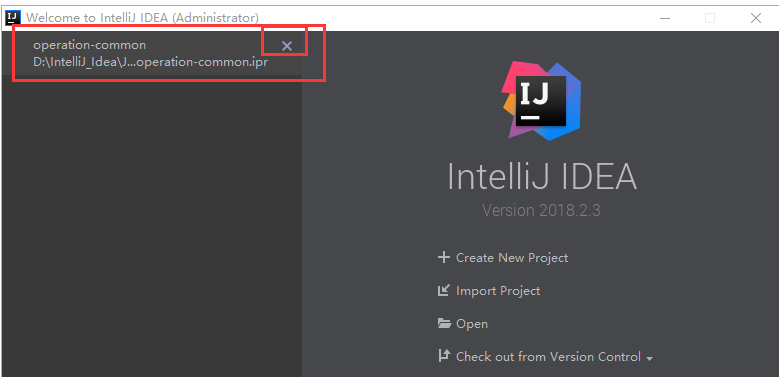 Welcome to IntelliJ IDEA (Administrator)
operation-common
D:\IntelliJ_Idea\J...operation-common.ipr
IJ
IntelliJ IDEA
Version 2018.2.3
Create New Project
Import Project
Open
Check out from Version Control